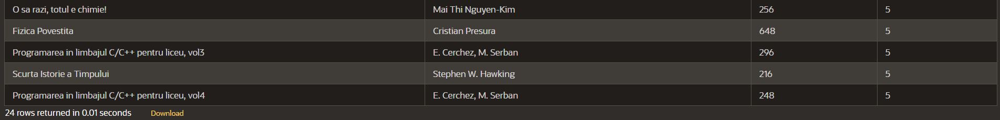 O sa razi, totul e chimie! Mai Thi Nguyen-Kim 256 5
Fizica Povestita Cristian Presura 648 5
Programarea in limbajul C/C++ pentru liceu, vol3 E. Cerchez, M. Serban 296 5
Scurta Istorie a Timpului Stephen W. Hawking 216 5
Programarea in limbajul C/C++ pentru liceu, vol4 E. Cerchez, M. Serban 248 5
24 rows returned in 0.01 seconds Download